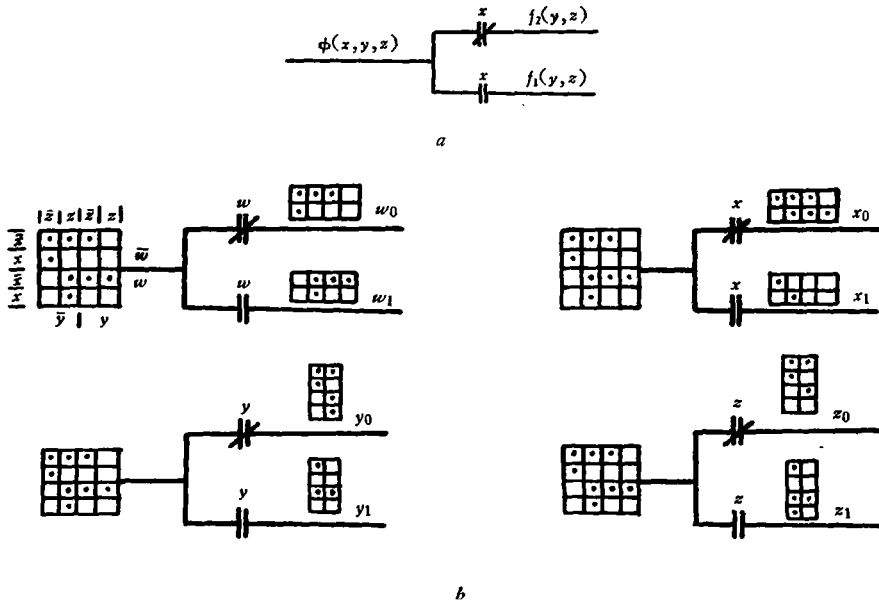 x f₂(y,z)
ϕ(x,y,z)
x f₁(y,z)
a
|z̄|z|z̄|z|
w w₀
x x₀
w̄
w
w w₁
x x₁
ȳ | y
y y₀
z z₀
y y₁
z z₁
b